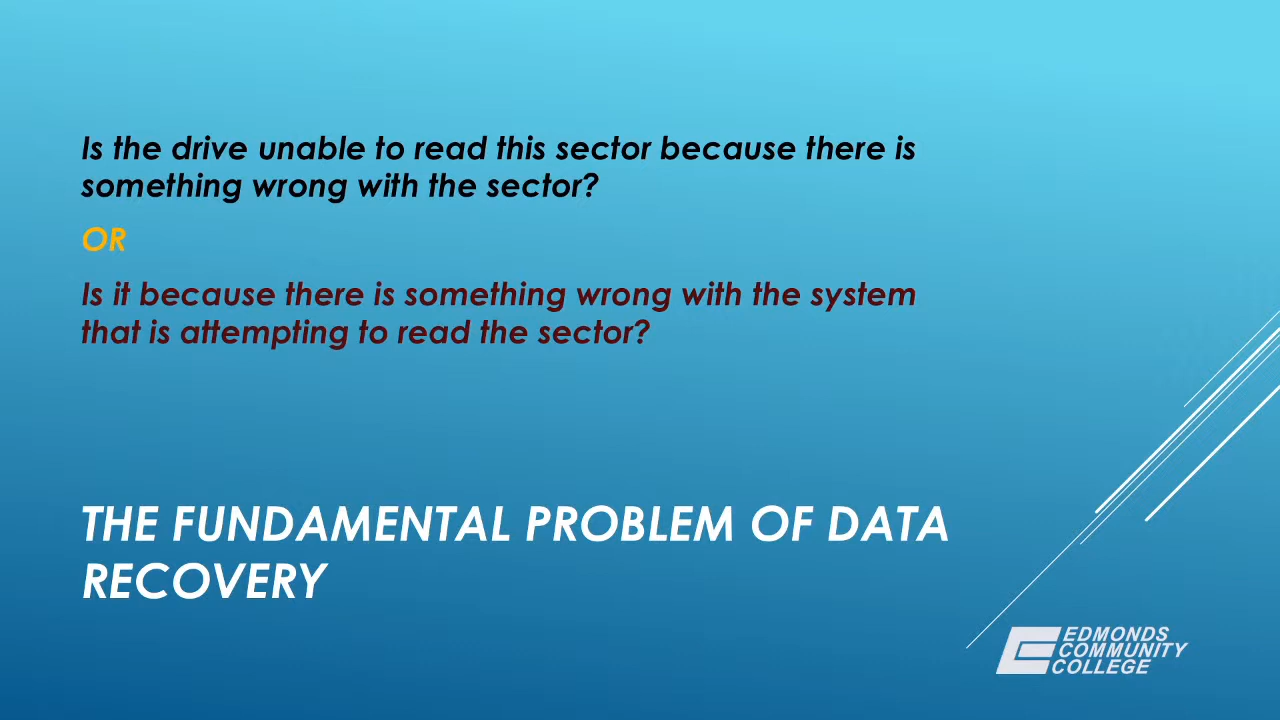 Is the drive unable to read this sector because there is
something wrong with the sector?
OR
Is it because there is something wrong with the system
that is attempting to read the sector?
THE FUNDAMENTAL PROBLEM OF DATA
RECOVERY
EDMONDS
COMMUNITY
COLLEGE